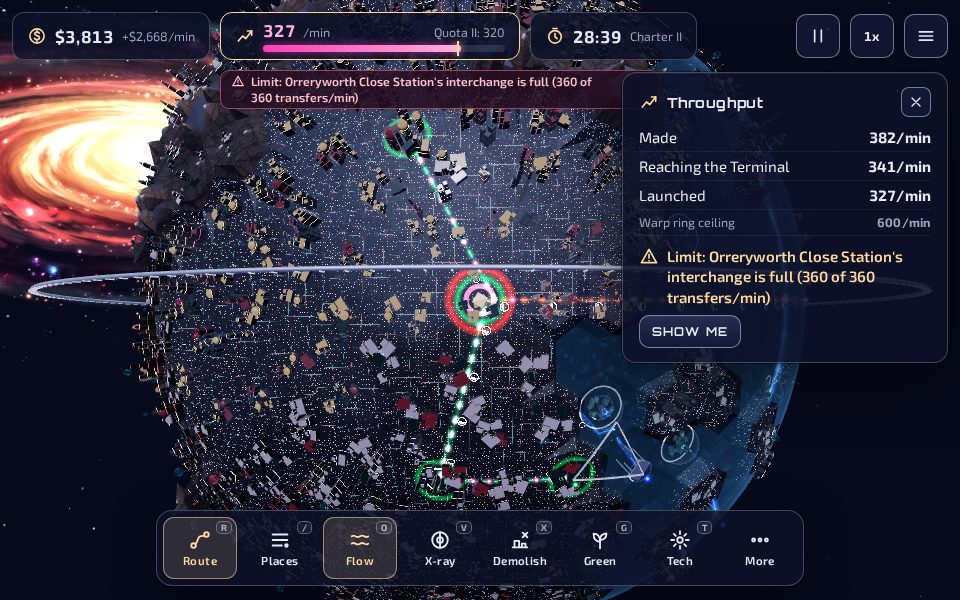 $3,813 +$2,668/min
327 /min Quota II: 320
28:39 Charter II
1x
Limit: Orreryworth Close Station's interchange is full (360 of
360 transfers/min)
Throughput
Made 382/min
Reaching the Terminal 341/min
Launched 327/min
Warp ring ceiling 600/min
Limit: Orreryworth Close Station's
interchange is full (360 of 360
transfers/min)
SHOW ME
R / O V X G T
Route Places Flow X-ray Demolish Green Tech More